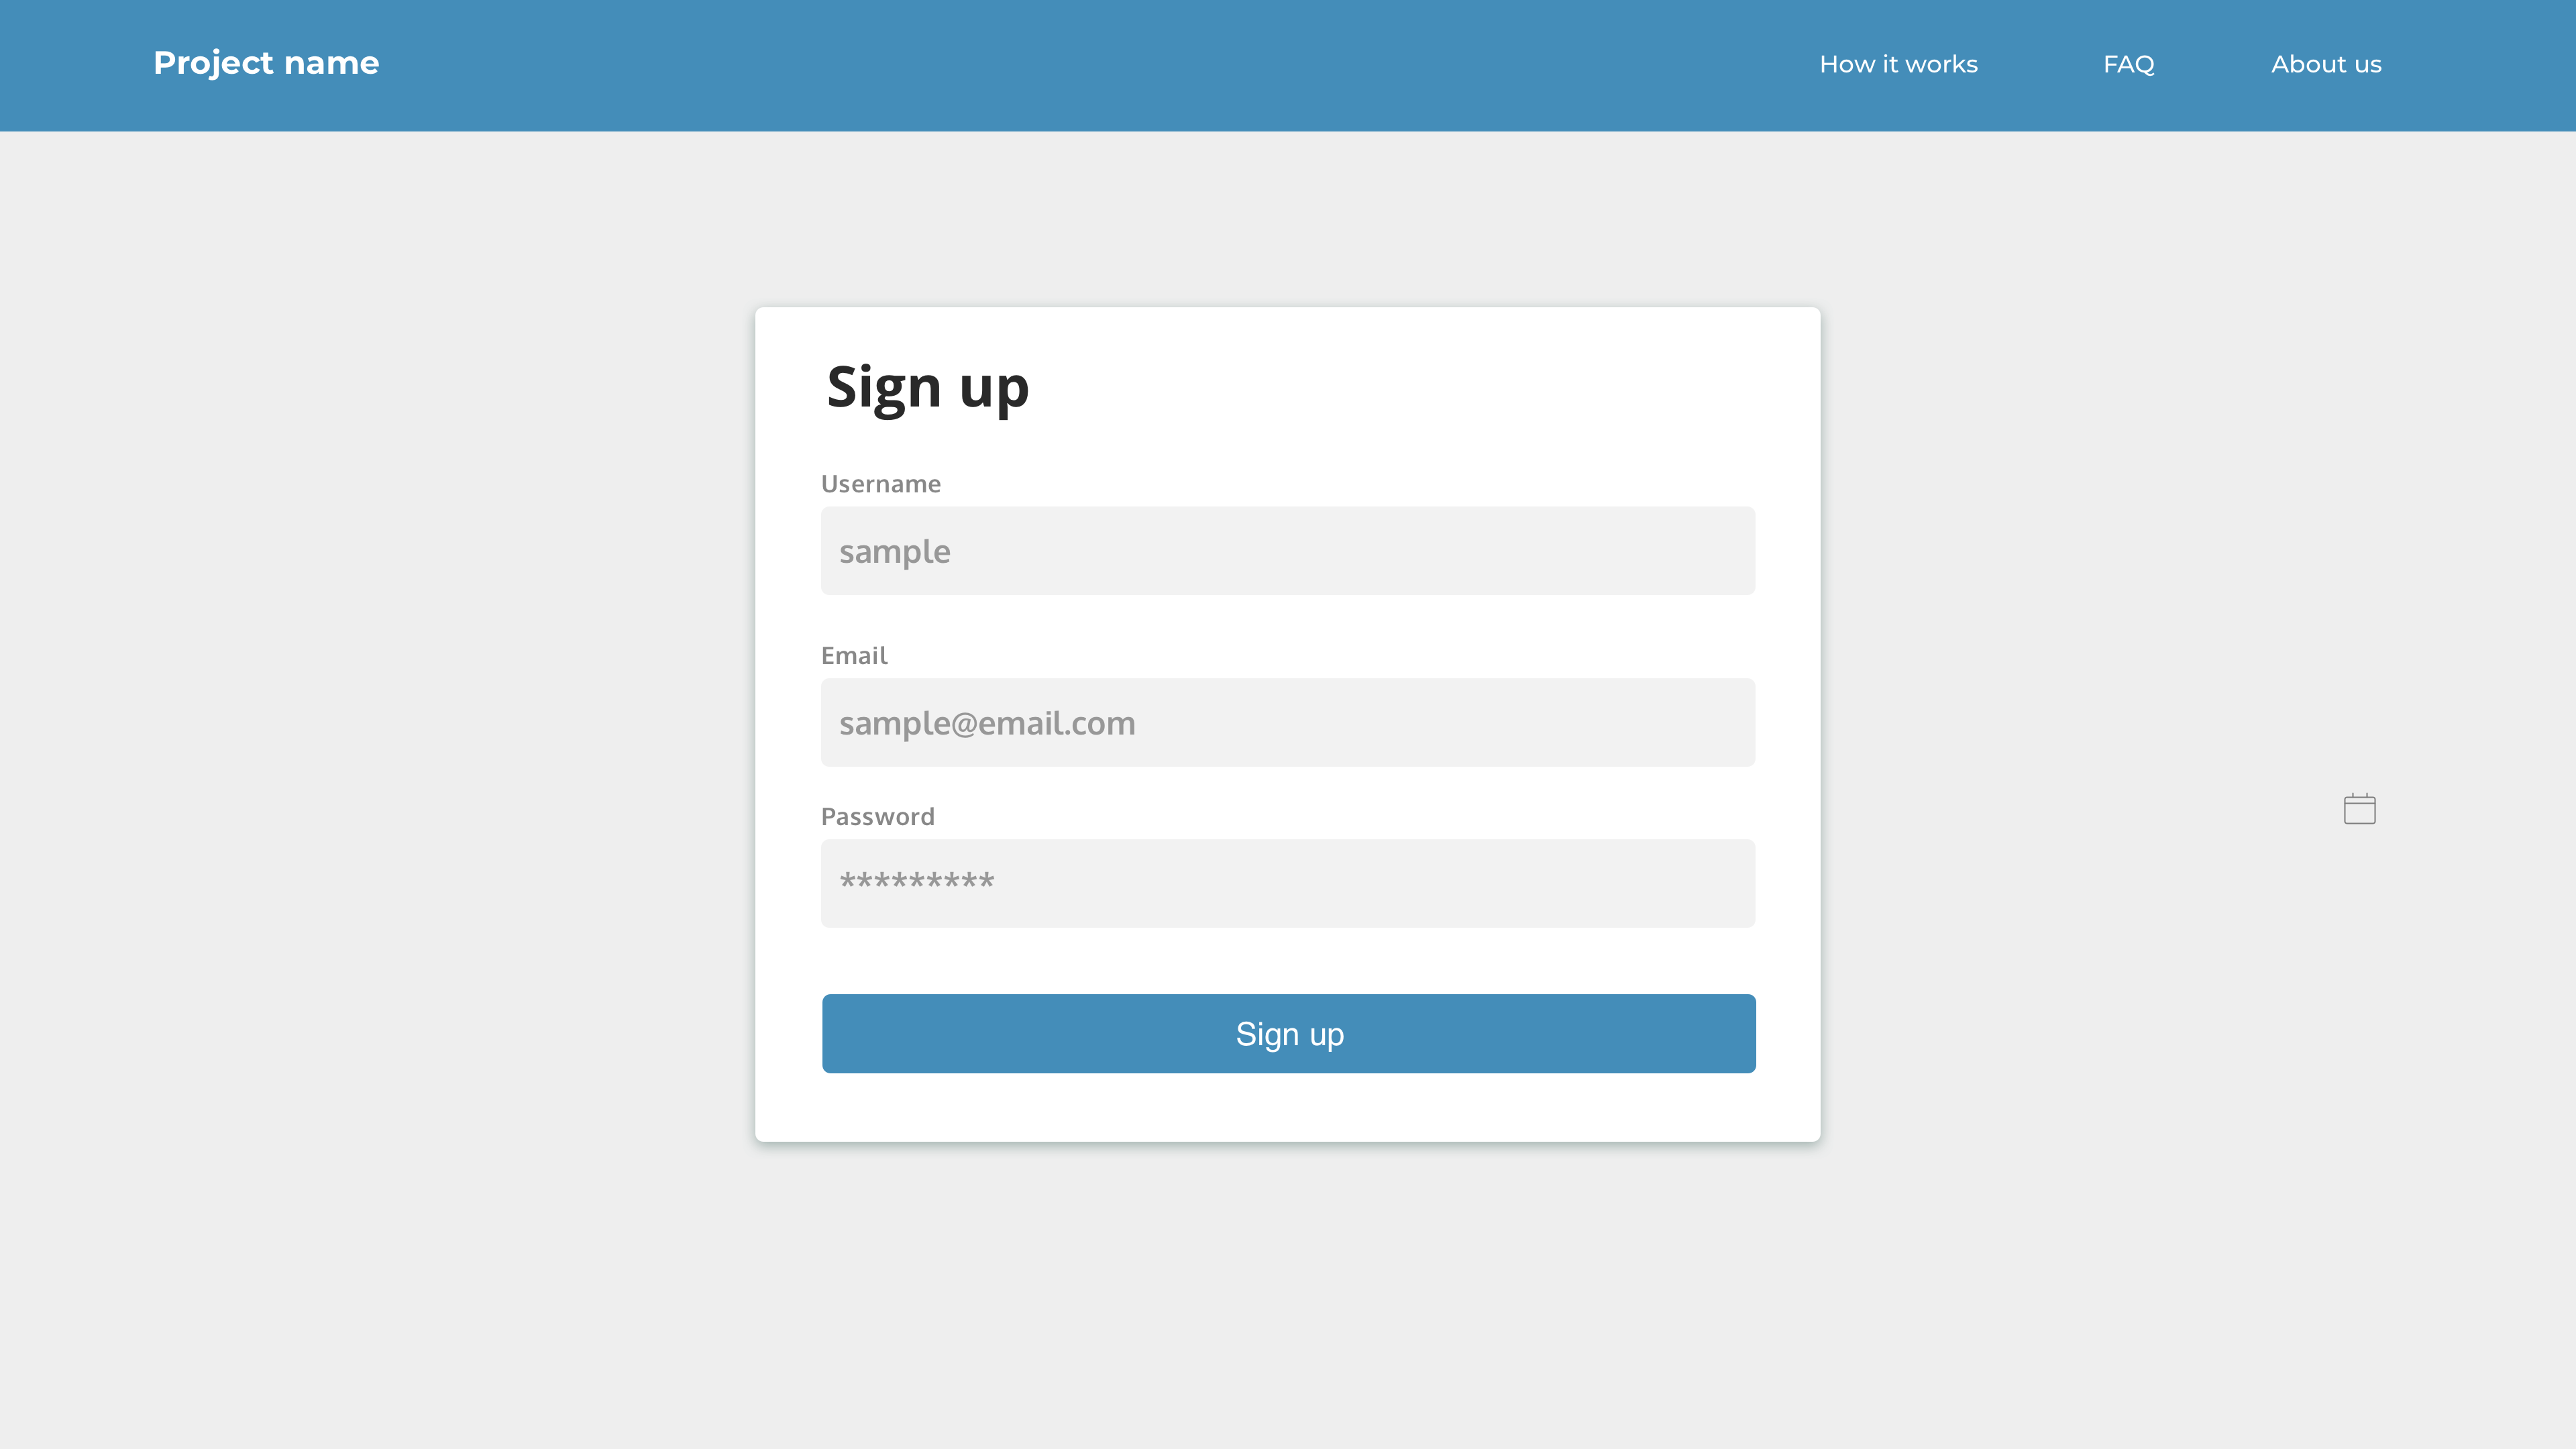 Project name
How it works
FAQ
About us
Sign up
Username
sample
Email
sample@email.com
Password
*********
Sign up